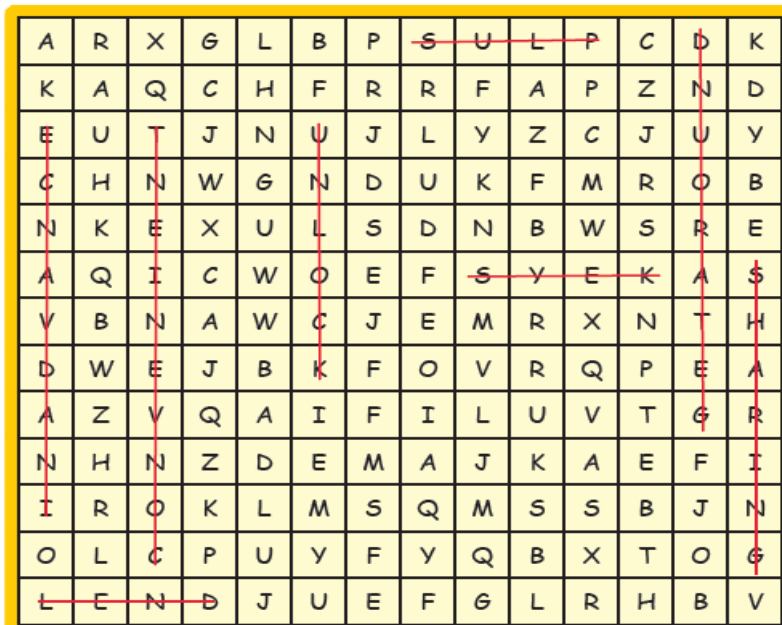 A R X G L B P S U L P C D K
K A Q C H F R R F A P Z N D
E U T J N U J L Y Z C J U Y
C H N W G N D U K F M R O B
N K E X U L S D N B W S R E
A Q I C W O E F S Y E K A S
V B N A W C J E M R X N T H
D W E J B K F O V R Q P E A
A Z V Q A I F I L U V T G R
N H N Z D E M A J K A E F I
I R O K L M S Q M S S B J N
O L C P U Y F Y Q B X T O G
L E N D J U E F G L R H B V